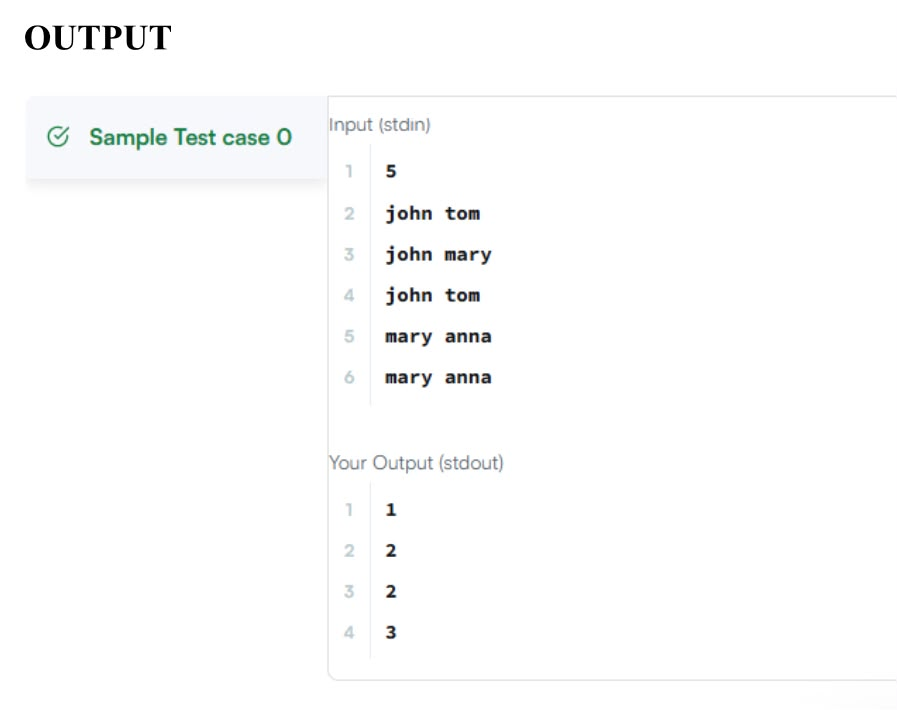 OUTPUT
Sample Test case 0
Input (stdin)
1 5
2 john tom
3 john mary
4 john tom
5 mary anna
6 mary anna
Your Output (stdout)
1 1
2 2
3 2
4 3